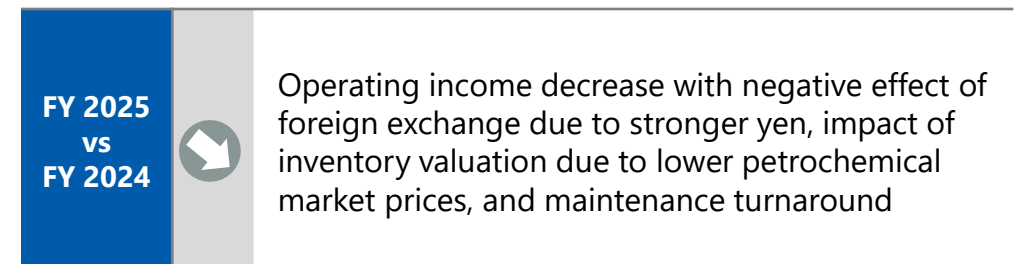 FY 2025
vs
FY 2024
Operating income decrease with negative effect of
foreign exchange due to stronger yen, impact of
inventory valuation due to lower petrochemical
market prices, and maintenance turnaround